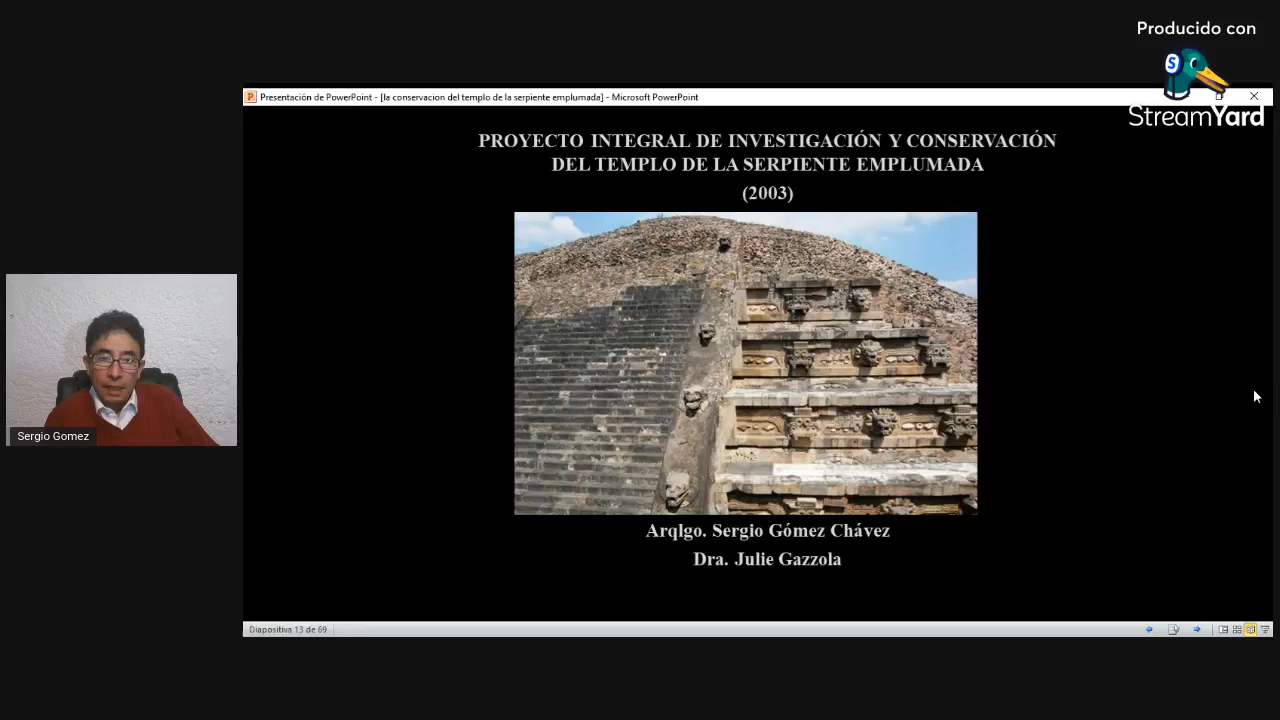 Producido con
StreamYard
Presentación de PowerPoint - [la conservacion del templo de la serpiente emplumada] - Microsoft PowerPoint
PROYECTO INTEGRAL DE INVESTIGACIÓN Y CONSERVACIÓN
DEL TEMPLO DE LA SERPIENTE EMPLUMADA
(2003)
Sergio Gomez
Arqlgo. Sergio Gómez Chávez
Dra. Julie Gazzola
Diapositiva 13 de 69